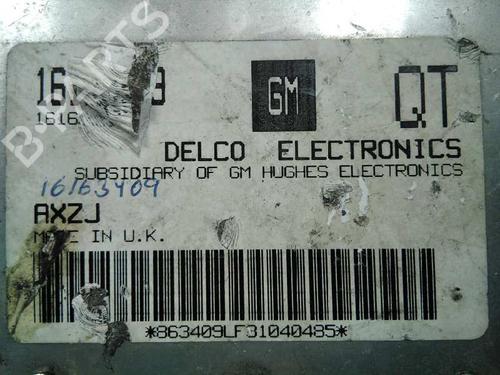 GM
QT
DELCO ELECTRONICS
SUBSIDIARY OF GM HUGHES ELECTRONICS
16163409
AXZJ
IN U.K.
*863409LF31040485*